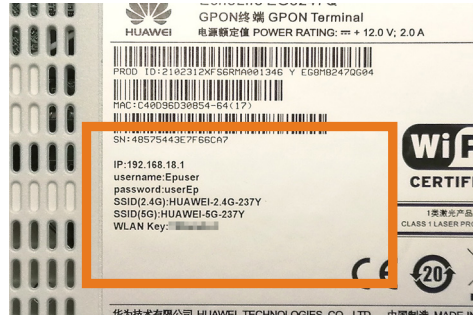 HUAWEI
GPON终端 GPON Terminal
电源额定值 POWER RATING: ⎓ + 12.0 V; 2.0 A
PROD ID:2102312XFS6RMA001346 Y EG8M8247QG04
MAC:C40D96D30854-64(17)
SN:48575443E7F66CA7
IP:192.168.18.1
username:Epuser
password:userEp
SSID(2.4G):HUAWEI-2.4G-237Y
SSID(5G):HUAWEI-5G-237Y
WLAN Key:
WiF
CERTIFI
1类激光产品
CLASS 1 LASER PRO
CE
20
华为技术有限公司 HUAWEI TECHNOLOGIES CO., LTD. 中国制造 MADE IN